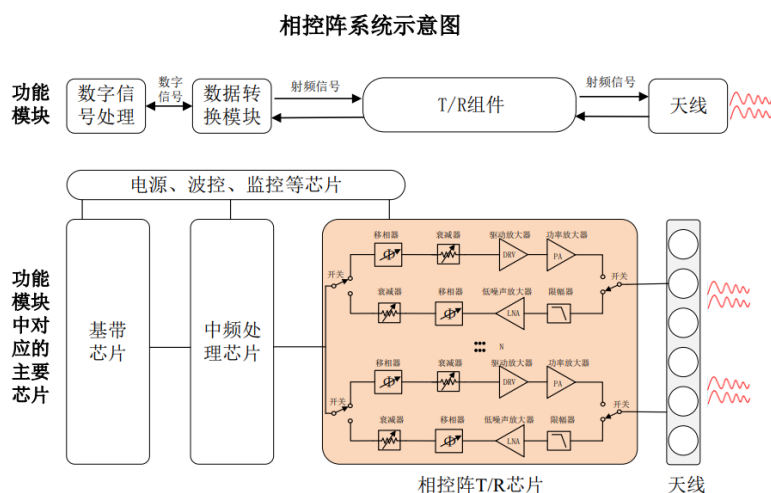 相控阵系统示意图
功能
模块
数字信
号处理
数字
信号
数据转
换模块
射频信号
T/R组件
射频信号
天线
电源、波控、监控等芯片
功能
模块
中对
应的
主要
芯片
基带
芯片
中频处
理芯片
移相器
衰减器
驱动放大器
功率放大器
开关
Φ
DRV
PA
开关
衰减器
移相器
低噪声放大器
限幅器
Φ
LNA
N
移相器
衰减器
驱动放大器
功率放大器
开关
Φ
DRV
PA
开关
衰减器
移相器
低噪声放大器
限幅器
Φ
LNA
相控阵T/R芯片
天线